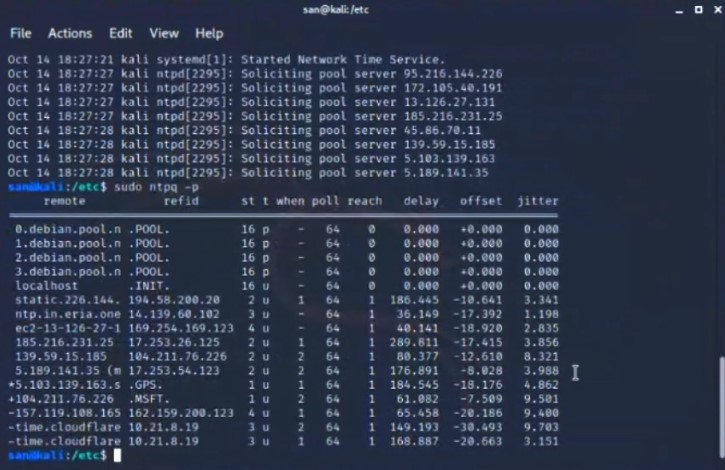 san@kali: /etc
File Actions Edit View Help
Oct 14 18:27:21 kali systemd[1]: Started Network Time Service.
Oct 14 18:27:27 kali ntpd[2295]: Soliciting pool server 95.216.144.226
Oct 14 18:27:27 kali ntpd[2295]: Soliciting pool server 172.105.40.191
Oct 14 18:27:27 kali ntpd[2295]: Soliciting pool server 13.126.27.131
Oct 14 18:27:27 kali ntpd[2295]: Soliciting pool server 185.216.231.25
Oct 14 18:27:28 kali ntpd[2295]: Soliciting pool server 45.86.70.11
Oct 14 18:27:28 kali ntpd[2295]: Soliciting pool server 139.59.15.185
Oct 14 18:27:28 kali ntpd[2295]: Soliciting pool server 5.103.139.163
Oct 14 18:27:28 kali ntpd[2295]: Soliciting pool server 5.189.141.35
san@kali:/etc$ sudo ntpq -p
remote refid st t when poll reach delay offset jitter
0.debian.pool.n .POOL. 16 p - 64 0 0.000 +0.000 0.000
1.debian.pool.n .POOL. 16 p - 64 0 0.000 +0.000 0.000
2.debian.pool.n .POOL. 16 p - 64 0 0.000 +0.000 0.000
3.debian.pool.n .POOL. 16 p - 64 0 0.000 +0.000 0.000
localhost .INIT. 16 p - 64 0 0.000 +0.000 0.000
static.226.144. 194.58.200.20 2 u 1 64 1 186.445 -10.641 3.341
ntp.in.eria.one 14.139.60.102 3 u - 64 1 36.149 -17.392 1.198
ec2-13-126-27-1 169.254.169.123 4 u - 64 1 40.141 -18.920 2.835
185.216.231.25 17.253.26.125 2 u 1 64 1 289.811 -17.415 3.856
139.59.15.185 104.211.76.226 2 u 2 64 1 80.377 -12.610 8.321
5.189.141.35 (m 17.253.54.123 2 u 2 64 1 176.891 -8.028 3.988
+5.103.139.163.s .GPS. 1 u 1 64 1 184.545 -18.176 4.862
+104.211.76.226 .MSFT. 1 u 2 64 1 61.082 -7.509 9.501
-157.119.108.165 162.159.200.123 4 u 1 64 1 65.458 -20.186 9.400
-time.cloudflare 10.21.8.19 3 u 2 64 1 149.193 -30.493 9.703
-time.cloudflare 10.21.8.19 3 u 1 64 1 168.887 -20.663 3.151
san@kali:/etc$